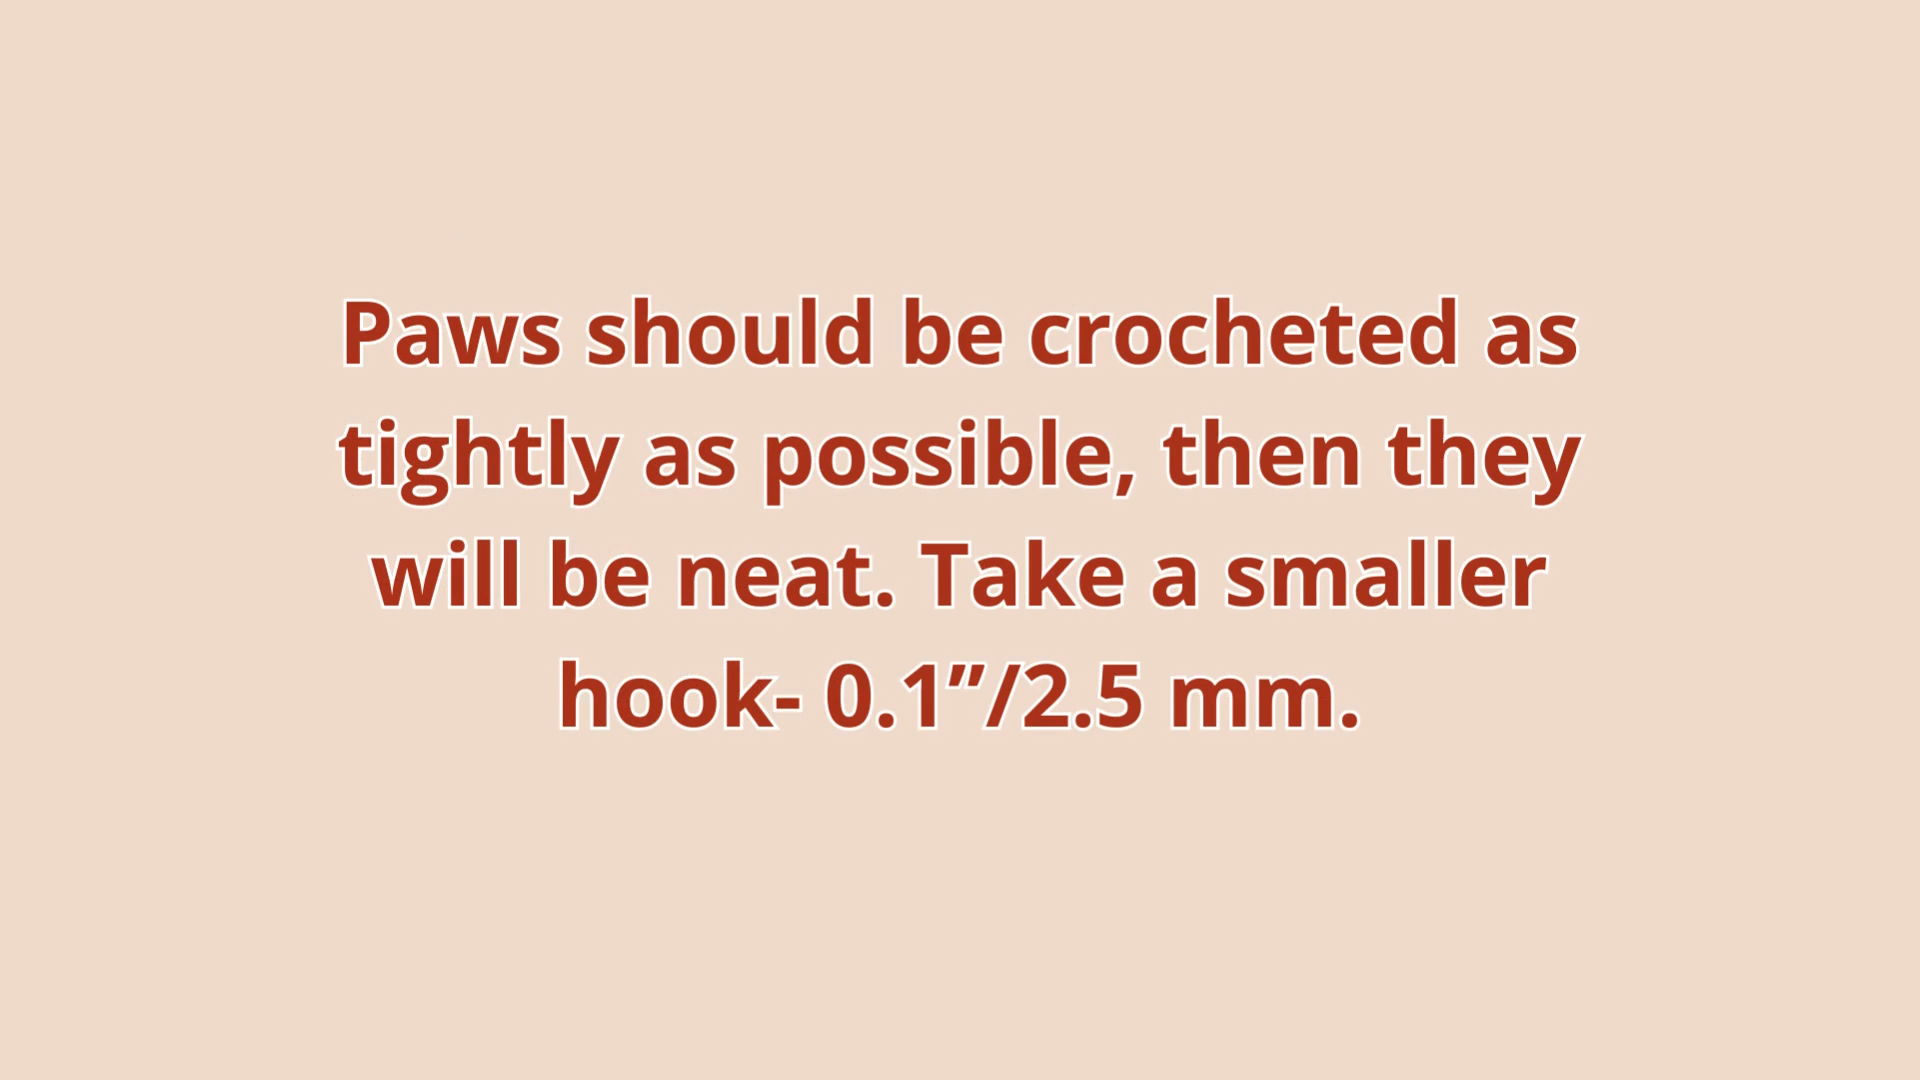 Paws should be crocheted as
tightly as possible, then they
will be neat. Take a smaller
hook- 0.1”/2.5 mm.